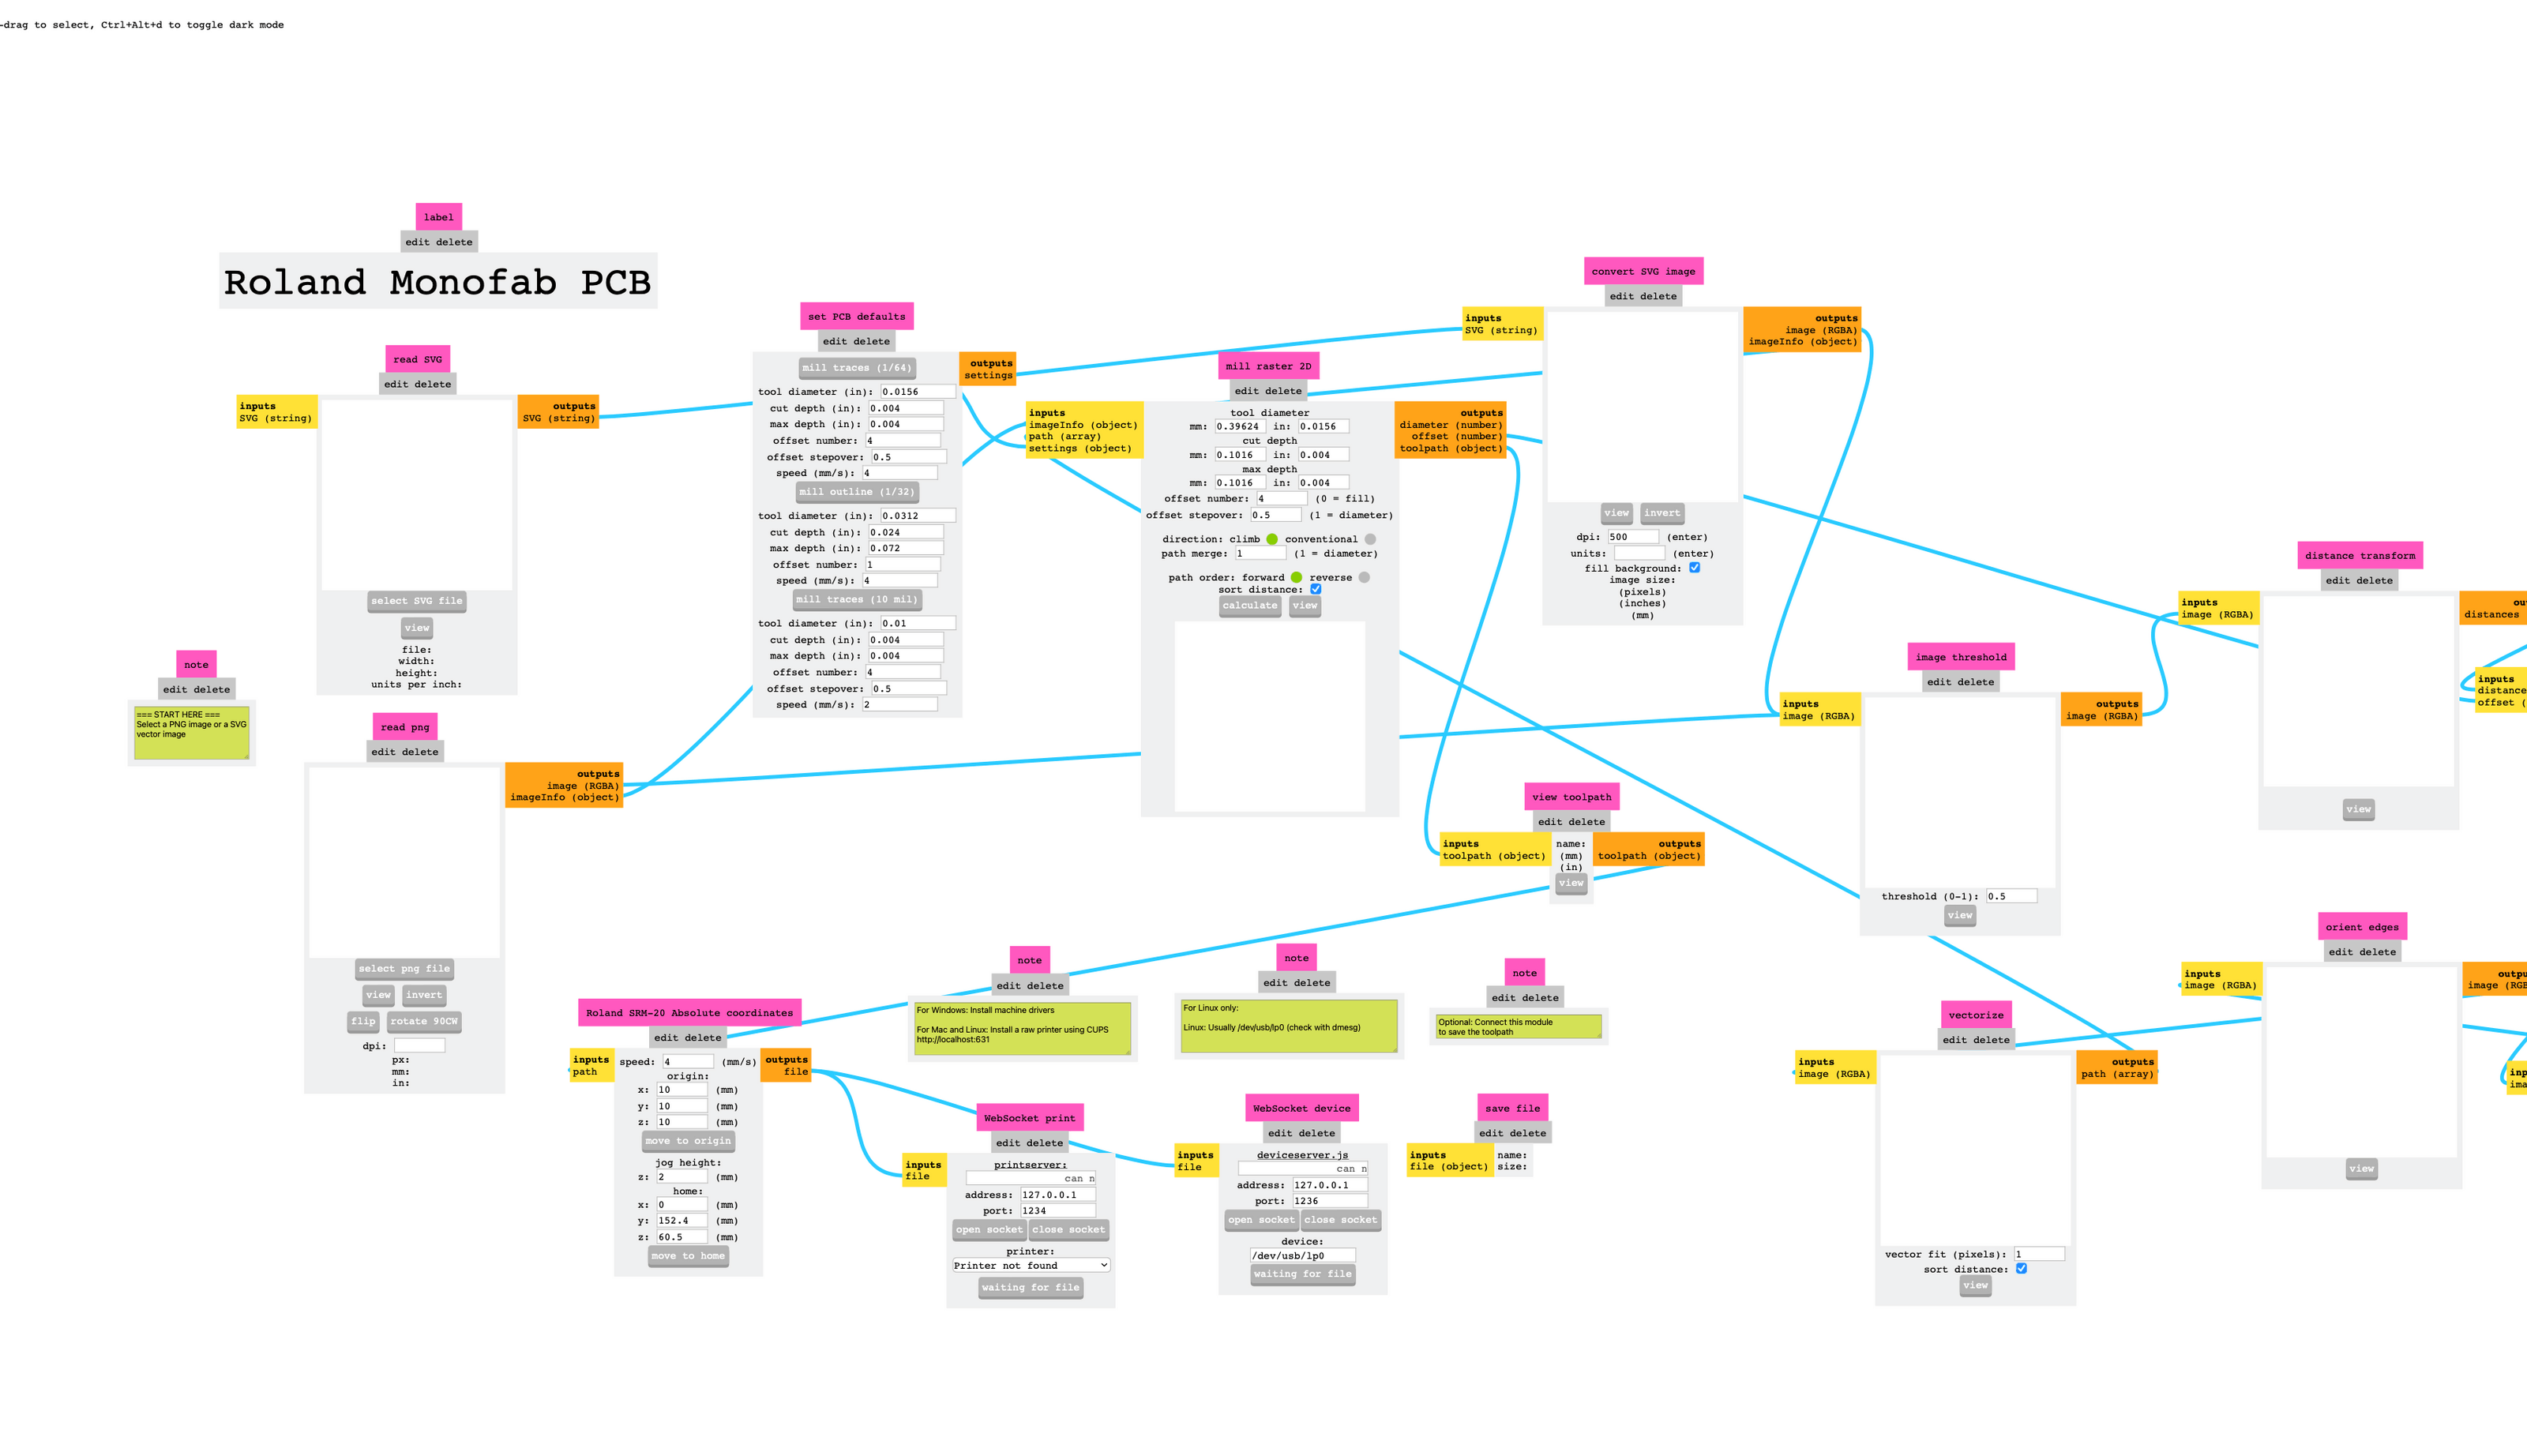 -drag to select, Ctrl+Alt+d to toggle dark mode
label
edit delete
Roland Monofab PCB
read SVG
edit delete
inputs
SVG (string)
outputs
SVG (string)
select SVG file
view
file:
width:
height:
units per inch:
note
edit delete
=== START HERE ===
Select a PNG image or a SVG
vector image
read png
edit delete
outputs
image (RGBA)
imageInfo (object)
select png file
view invert
flip rotate 90CW
dpi:
px:
mm:
in:
set PCB defaults
edit delete
outputs
settings
mill traces (1/64)
tool diameter (in): 0.0156
cut depth (in): 0.004
max depth (in): 0.004
offset number: 4
offset stepover: 0.5
speed (mm/s): 4
mill outline (1/32)
tool diameter (in): 0.0312
cut depth (in): 0.024
max depth (in): 0.072
offset number: 1
speed (mm/s): 4
mill traces (10 mil)
tool diameter (in): 0.01
cut depth (in): 0.004
max depth (in): 0.004
offset number: 4
offset stepover: 0.5
speed (mm/s): 2
mill raster 2D
edit delete
inputs
imageInfo (object)
path (array)
settings (object)
outputs
diameter (number)
offset (number)
toolpath (object)
tool diameter
mm: 0.39624 in: 0.0156
cut depth
mm: 0.1016 in: 0.004
max depth
mm: 0.1016 in: 0.004
offset number: 4 (0 = fill)
offset stepover: 0.5 (1 = diameter)
direction: climb conventional
path merge: 1 (1 = diameter)
path order: forward reverse
sort distance:
calculate view
convert SVG image
edit delete
inputs
SVG (string)
outputs
image (RGBA)
imageInfo (object)
view invert
dpi: 500 (enter)
units: (enter)
fill background:
image size:
(pixels)
(inches)
(mm)
distance transform
edit delete
inputs
image (RGBA)
distances
view
inputs
image threshold
edit delete
inputs
image (RGBA)
outputs
image (RGBA)
threshold (0-1): 0.5
view
view toolpath
edit delete
inputs
toolpath (object)
outputs
toolpath (object)
name:
(mm)
(in)
view
orient edges
edit delete
inputs
image (RGBA)
view
vectorize
edit delete
inputs
image (RGBA)
outputs
path (array)
vector fit (pixels): 1
sort distance:
view
Roland SRM-20 Absolute coordinates
edit delete
inputs
path
outputs
file
speed: 4 (mm/s)
origin:
x: 10 (mm)
y: 10 (mm)
z: 10 (mm)
move to origin
jog height:
z: 2 (mm)
home:
x: 0 (mm)
y: 152.4 (mm)
z: 60.5 (mm)
move to home
note
edit delete
For Windows: Install machine drivers
For Mac and Linux: Install a raw printer using CUPS
http://localhost:631
note
edit delete
For Linux only:
Linux: Usually /dev/usb/lp0 (check with dmesg)
note
edit delete
Optional: Connect this module
to save the toolpath
WebSocket print
edit delete
inputs
file
printserver:
can n
address: 127.0.0.1
port: 1234
open socket close socket
printer:
Printer not found
waiting for file
WebSocket device
edit delete
inputs
file
deviceserver.js
can n
address: 127.0.0.1
port: 1236
open socket close socket
device:
/dev/usb/lp0
waiting for file
save file
edit delete
inputs
file (object)
name:
size: